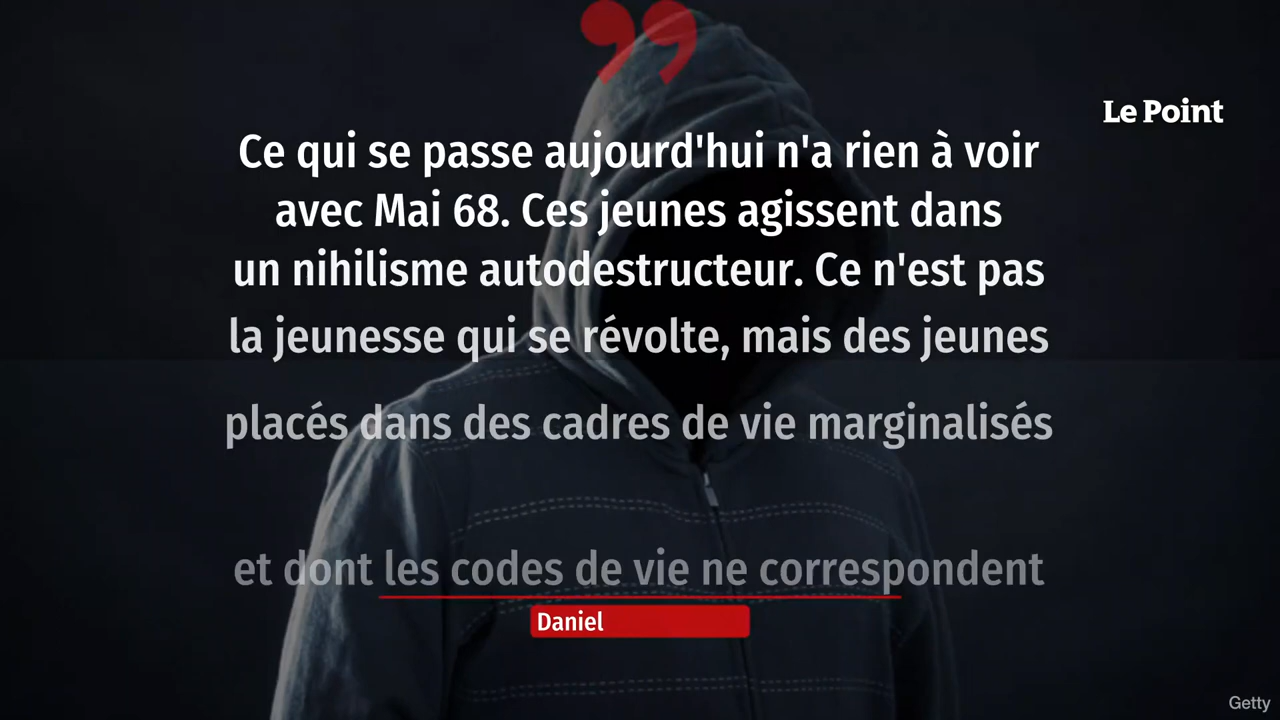 Le Point
Ce qui se passe aujourd'hui n'a rien à voir
avec Mai 68. Ces jeunes agissent dans
un nihilisme autodestructeur. Ce n'est pas
la jeunesse qui se révolte, mais des jeunes
placés dans des cadres de vie marginalisés
et dont les codes de vie ne correspondent
Daniel
Getty